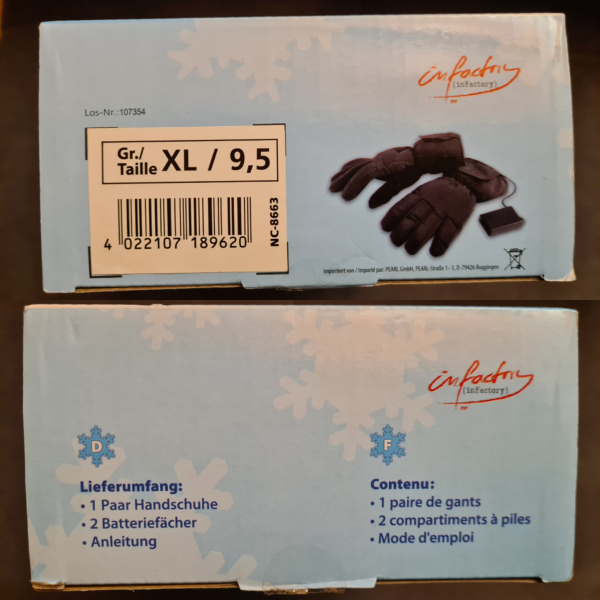 infactory
(inFactory)
Los-Nr.:107354
Gr./
Taille XL / 9,5
4 022107 189620
NC-8663
Importiert von / Importé par: PEARL GmbH, PEARL-Straße 1- 3, D-79426 Buggingen
infactory
(inFactory)
D
Lieferumfang:
• 1 Paar Handschuhe
• 2 Batteriefächer
• Anleitung
F
Contenu:
• 1 paire de gants
• 2 compartiments à piles
• Mode d'emploi